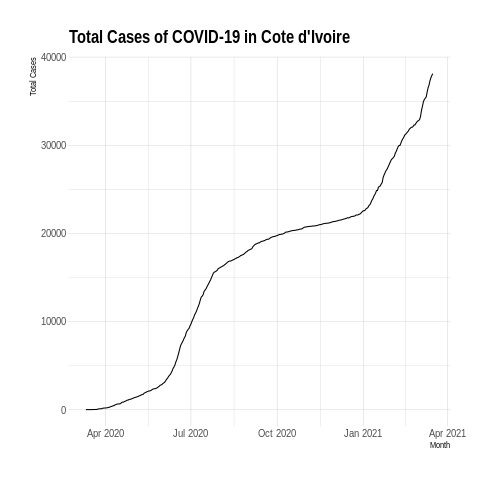 Total Cases of COVID-19 in Cote d'Ivoire
Total Cases
40000
30000
20000
10000
0
Apr 2020
Jul 2020
Oct 2020
Jan 2021
Apr 2021
Month